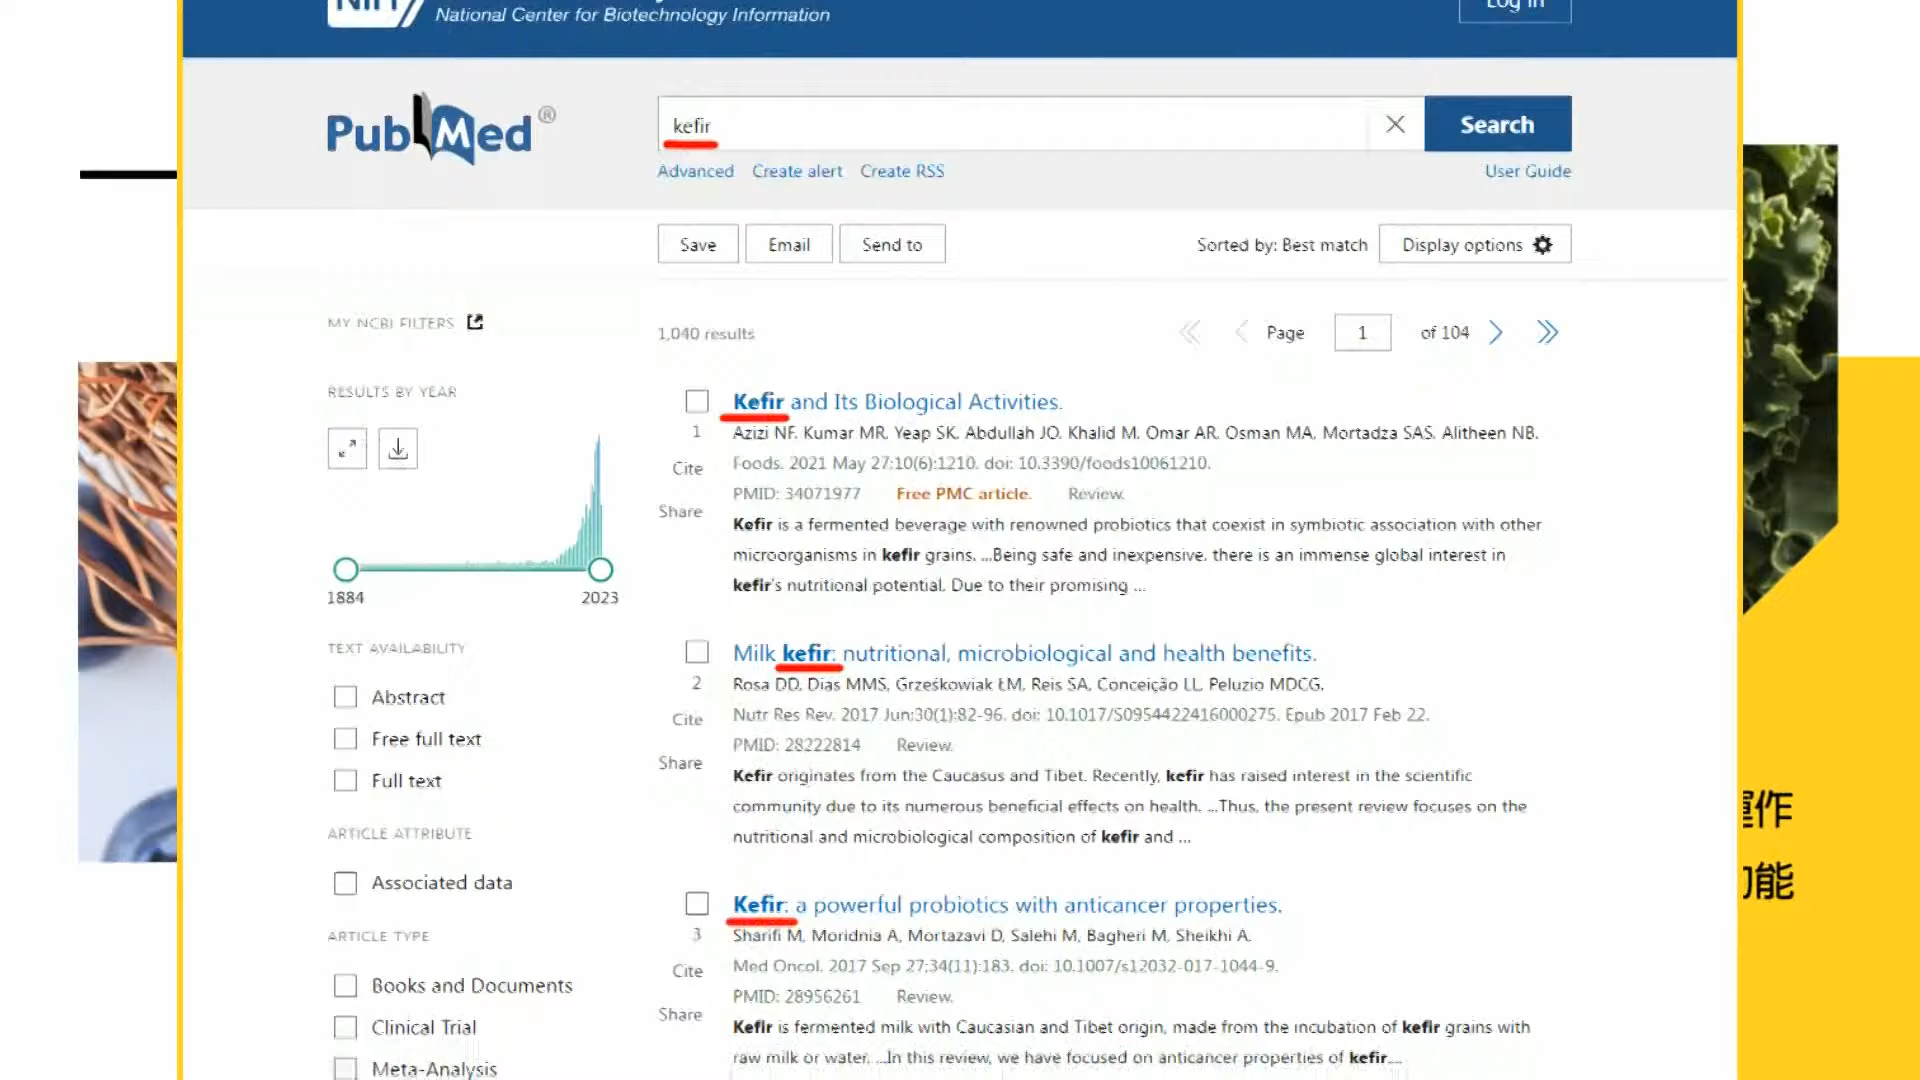 National Center for Biotechnology Information
PubMed®
kefir
Search
Advanced Create alert Create RSS
User Guide
Save Email Send to
Sorted by: Best match Display options
MY NCBI FILTERS
1,040 results
Page 1 of 104
RESULTS BY YEAR
1884 2023
TEXT AVAILABILITY
Abstract
Free full text
Full text
ARTICLE ATTRIBUTE
Associated data
ARTICLE TYPE
Books and Documents
Clinical Trial
Meta-Analysis
Kefir and Its Biological Activities.
1
Azizi NF, Kumar MR, Yeap SK, Abdullah JO, Khalid M, Omar AR, Osman MA, Mortadza SAS, Alitheen NB.
Cite
Foods. 2021 May 27;10(6):1210. doi: 10.3390/foods10061210.
PMID: 34071977 Free PMC article. Review.
Share
Kefir is a fermented beverage with renowned probiotics that coexist in symbiotic association with other
microorganisms in kefir grains. ...Being safe and inexpensive, there is an immense global interest in
kefir's nutritional potential. Due to their promising ...
Milk kefir: nutritional, microbiological and health benefits.
2
Rosa DD, Dias MMS, Grześkowiak ŁM, Reis SA, Conceição LL, Peluzio MDCG.
Cite
Nutr Res Rev. 2017 Jun;30(1):82-96. doi: 10.1017/S0954422416000275. Epub 2017 Feb 22.
PMID: 28222814 Review.
Share
Kefir originates from the Caucasus and Tibet. Recently, kefir has raised interest in the scientific
community due to its numerous beneficial effects on health. ...Thus, the present review focuses on the
nutritional and microbiological composition of kefir and ...
Kefir: a powerful probiotics with anticancer properties.
3
Sharifi M, Moridnia A, Mortazavi D, Salehi M, Bagheri M, Sheikhi A.
Cite
Med Oncol. 2017 Sep 27;34(11):183. doi: 10.1007/s12032-017-1044-9.
PMID: 28956261 Review.
Share
Kefir is fermented milk with Caucasian and Tibet origin, made from the incubation of kefir grains with
raw milk or water. ...In this review, we have focused on anticancer properties of kefir....
作
能